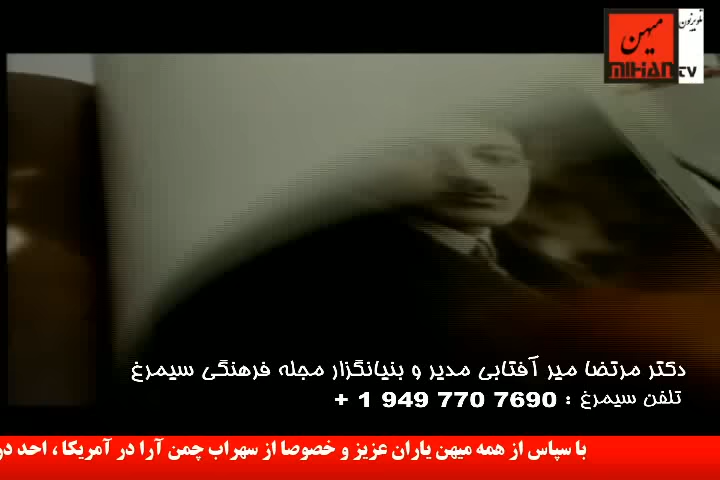 تلویزیون
میهن
MIHAN TV
دکتر مرتضا میر آفتابی مدیر و بنیانگزار مجله فرهنگی سیمرغ
تلفن سیمرغ : 7690 770 949 1 +
با سپاس از همه میهن یاران عزیز و خصوصا از سهراب چمن آرا در آمریکا ، احد در